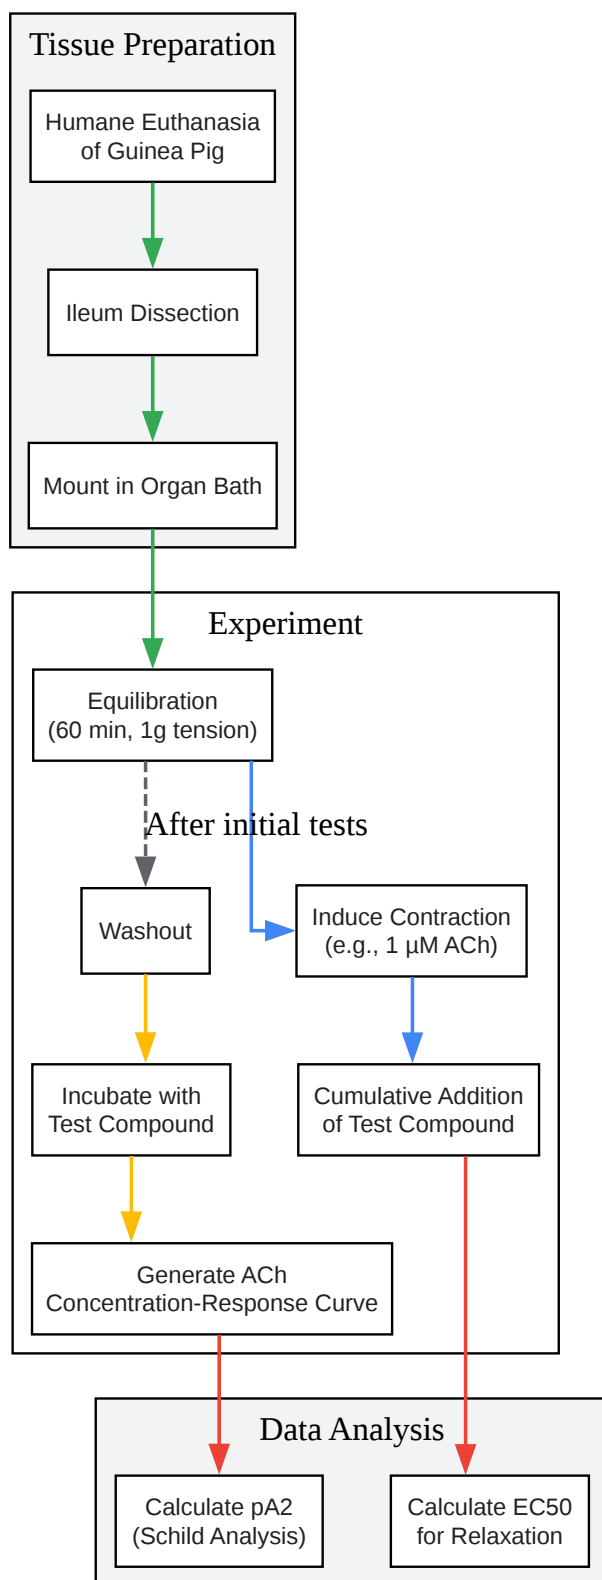 Tissue Preparation
Humane Euthanasia
of Guinea Pig
Ileum Dissection
Mount in Organ Bath
Experiment
Equilibration
(60 min, 1g tension)
After initial tests
Washout
Induce Contraction
(e.g., 1 µM ACh)
Incubate with
Test Compound
Cumulative Addition
of Test Compound
Generate ACh
Concentration-Response Curve
Data Analysis
Calculate pA2
(Schild Analysis)
Calculate EC50
for Relaxation